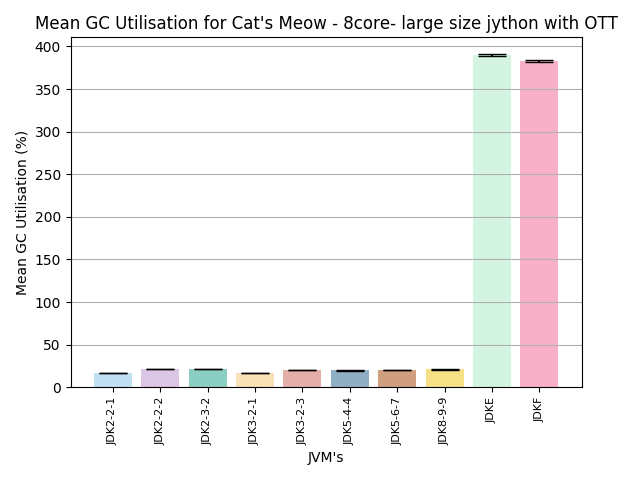 Mean GC Utilisation for Cat's Meow - 8core- large size jython with OTT
400
350
300
250
200
150
100
50
0
Mean GC Utilisation (%)
JDK2-2-1
JDK2-2-2
JDK2-3-2
JDK3-2-1
JDK3-2-3
JDK5-4-4
JDK5-6-7
JDK8-9-9
JDKE
JDKF
JVM's